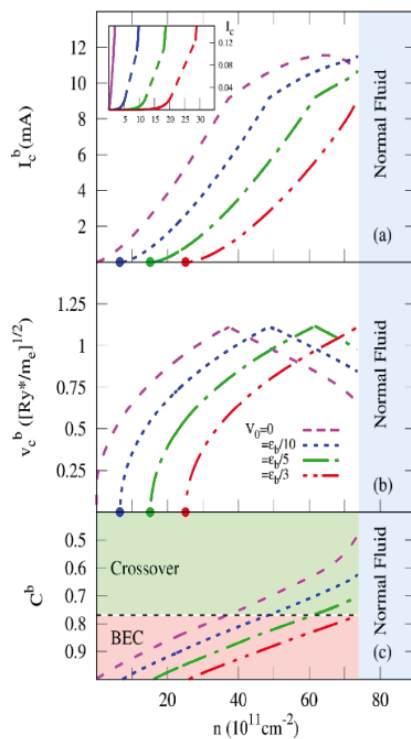 12
10
8
6
4
2
I_c^b (mA)
I_c
0.12
0.08
0.04
5 10 15 20 25 30
Normal Fluid
(a)
1.25
1
0.75
0.5
0.25
v_c^b ([Ry*/m_e]^{1/2})
V_0=0
=ε_b/10
=ε_b/5
=ε_b/3
Normal Fluid
(b)
0.5
0.6
0.7
0.8
0.9
C^b
Crossover
BEC
Normal Fluid
(c)
20 40 60 80
n (10^{11}cm^{-2})